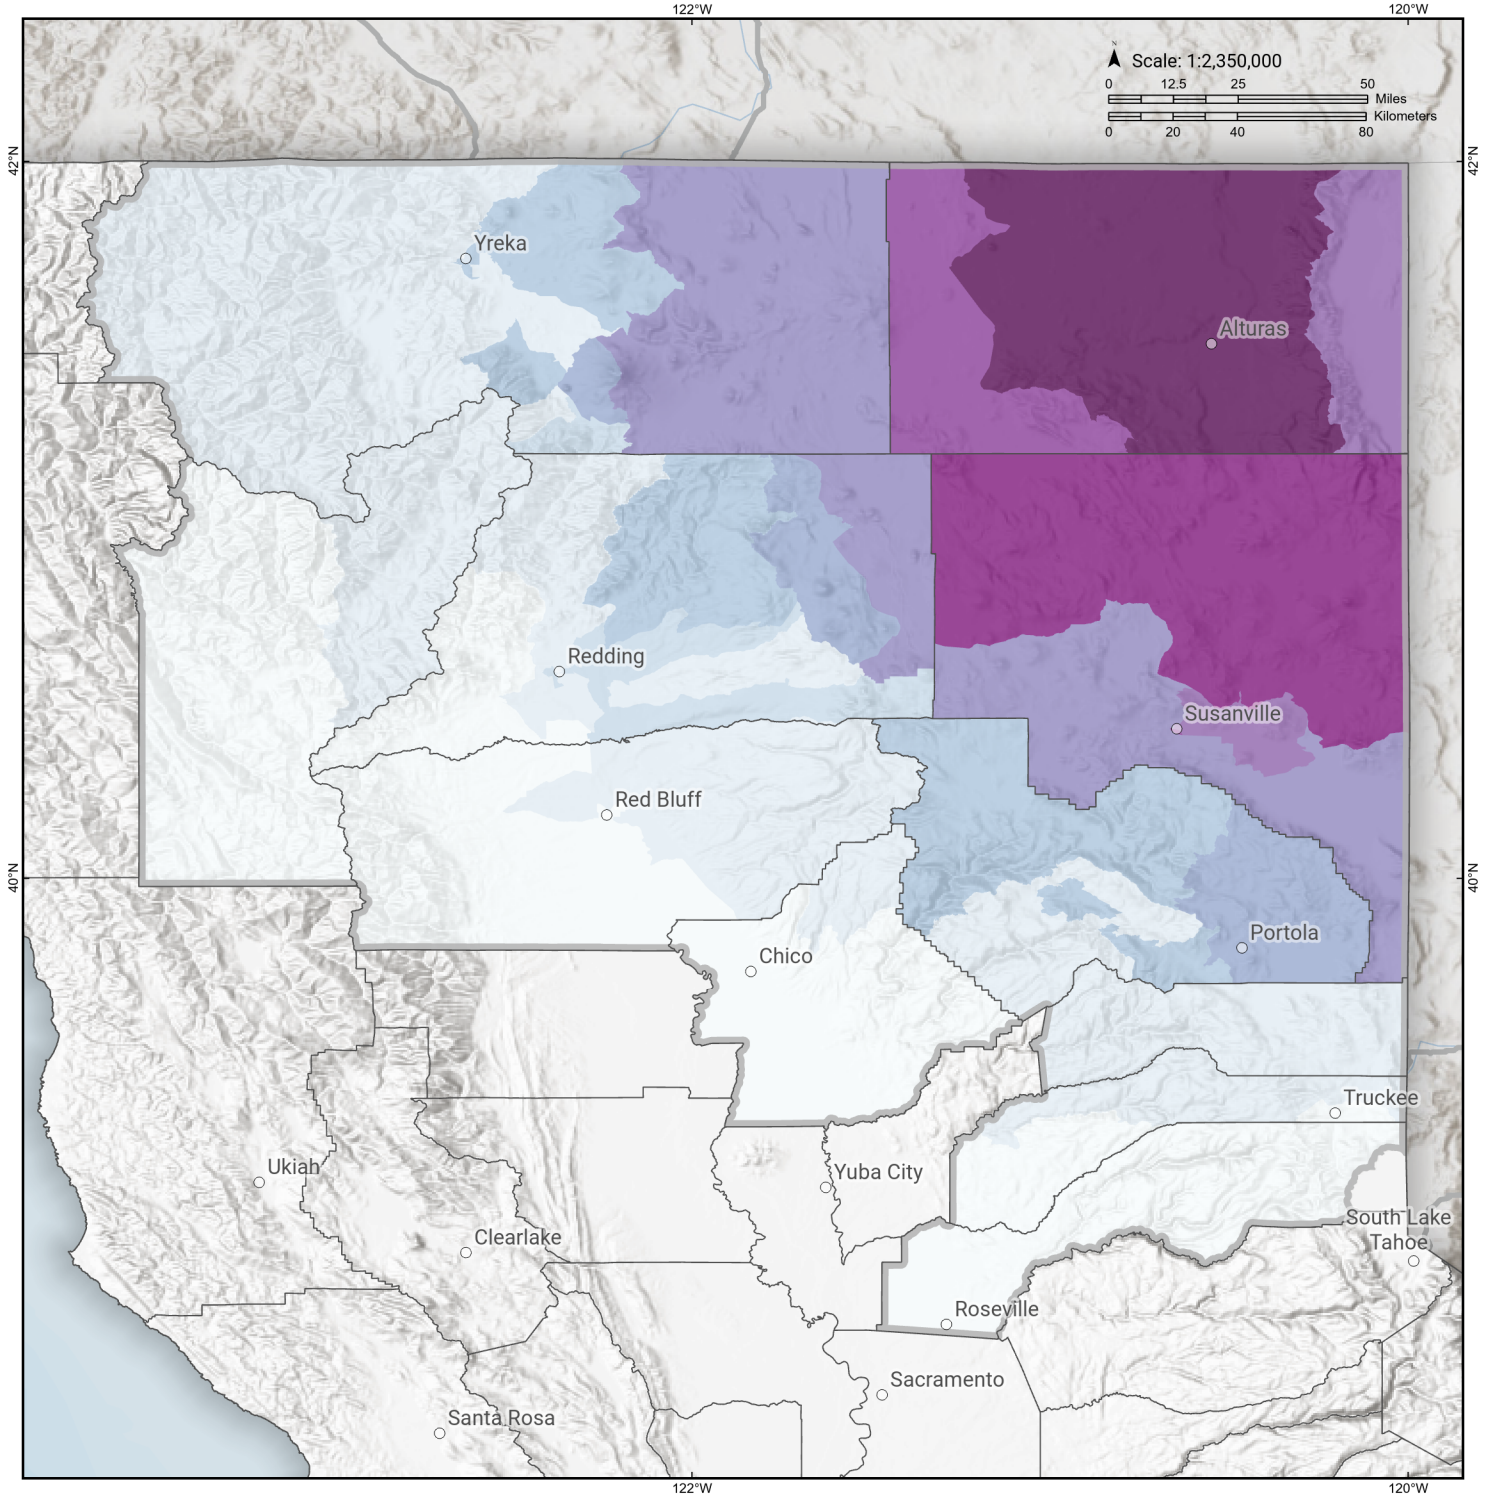 122°W
120°W
N
Scale: 1:2,350,000
0 12.5 25 50
Miles
Kilometers
0 20 40 80
42°N
42°N
Yreka
Alturas
Redding
Susanville
Red Bluff
40°N
40°N
Portola
Chico
Truckee
Ukiah
Yuba City
South Lake
Tahoe
Clearlake
Roseville
Sacramento
Santa Rosa
122°W
120°W